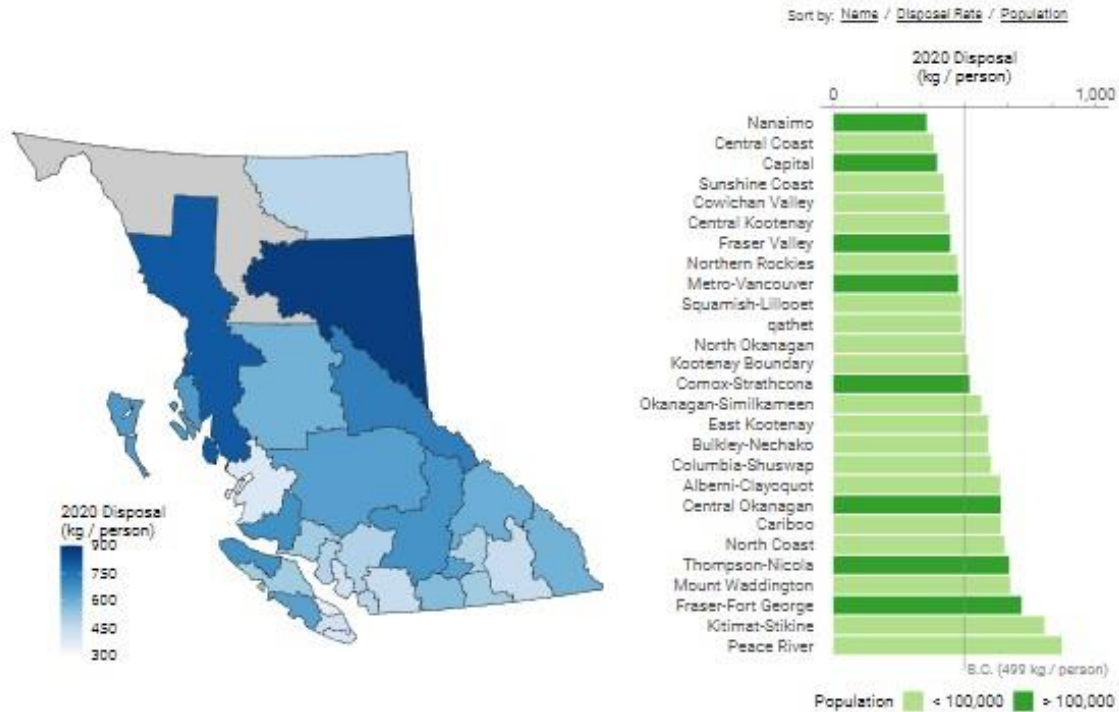 Sort by: Name / Disposal Rate / Population
2020 Disposal
(kg / person)
0 1,000
Nanaimo
Central Coast
Capital
Sunshine Coast
Cowichan Valley
Central Kootenay
Fraser Valley
Northern Rockies
Metro-Vancouver
Squamish-Lillooet
qathet
North Okanagan
Kootenay Boundary
Comox-Strathcona
Okanagan-Similkameen
East Kootenay
Bulkley-Nechako
Columbia-Shuswap
Alberni-Clayoquot
Central Okanagan
Cariboo
North Coast
Thompson-Nicola
Mount Waddington
Fraser-Fort George
Kitimat-Stikine
Peace River
B.C. (499 kg / person)
Population < 100,000 > 100,000
2020 Disposal
(kg / person)
900
750
600
450
300